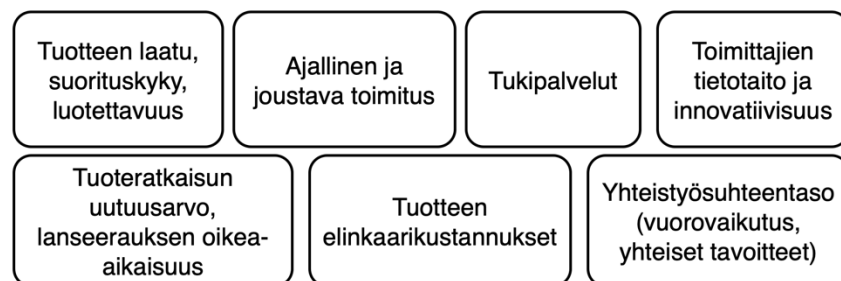 Tuotteen laatu,
suorituskyky,
luotettavuus
Ajallinen ja
joustava toimitus
Tukipalvelut
Toimittajien
tietotaito ja
innovatiivisuus
Tuoteratkaisun
uutuusarvo,
lanseerauksen oikea-
aikaisuus
Tuotteen
elinkaarikustannukset
Yhteistyösuhteentaso
(vuorovaikutus,
yhteiset tavoitteet)